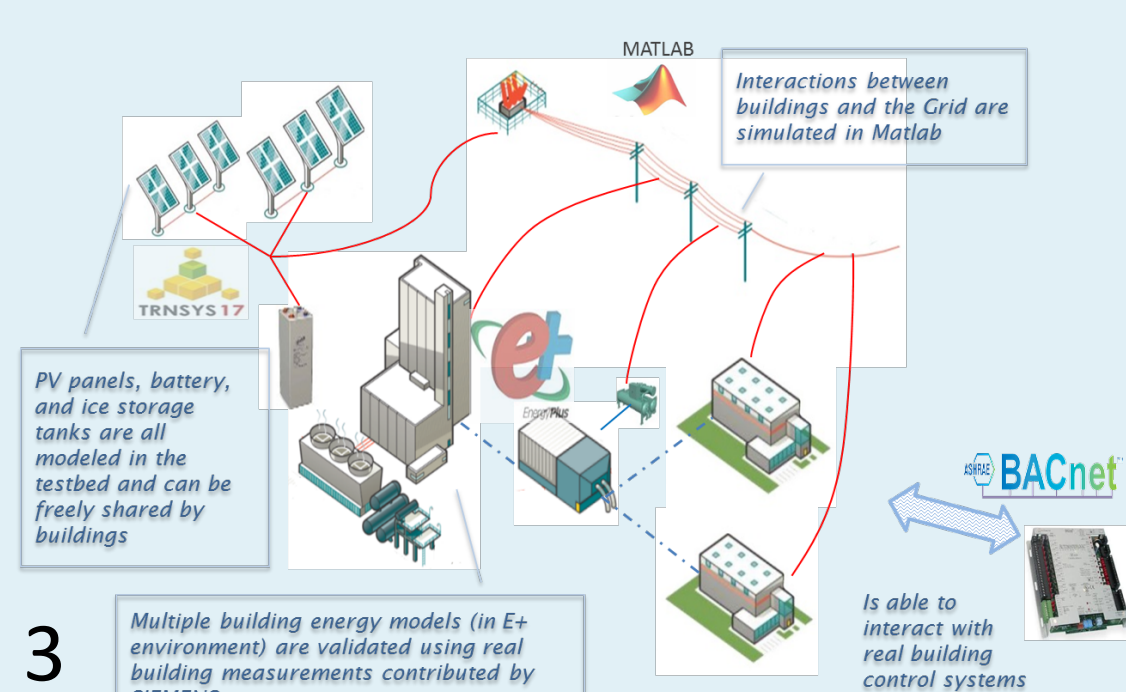 MATLAB
Interactions between
buildings and the Grid are
simulated in Matlab
TRNSYS 17
PV panels, battery,
and ice storage
tanks are all
modeled in the
testbed and can be
freely shared by
buildings
e+
EnergyPlus
ASHRAE BACnet
Is able to
interact with
real building
control systems
3
Multiple building energy models (in E+
environment) are validated using real
building measurements contributed by
SIEMENS